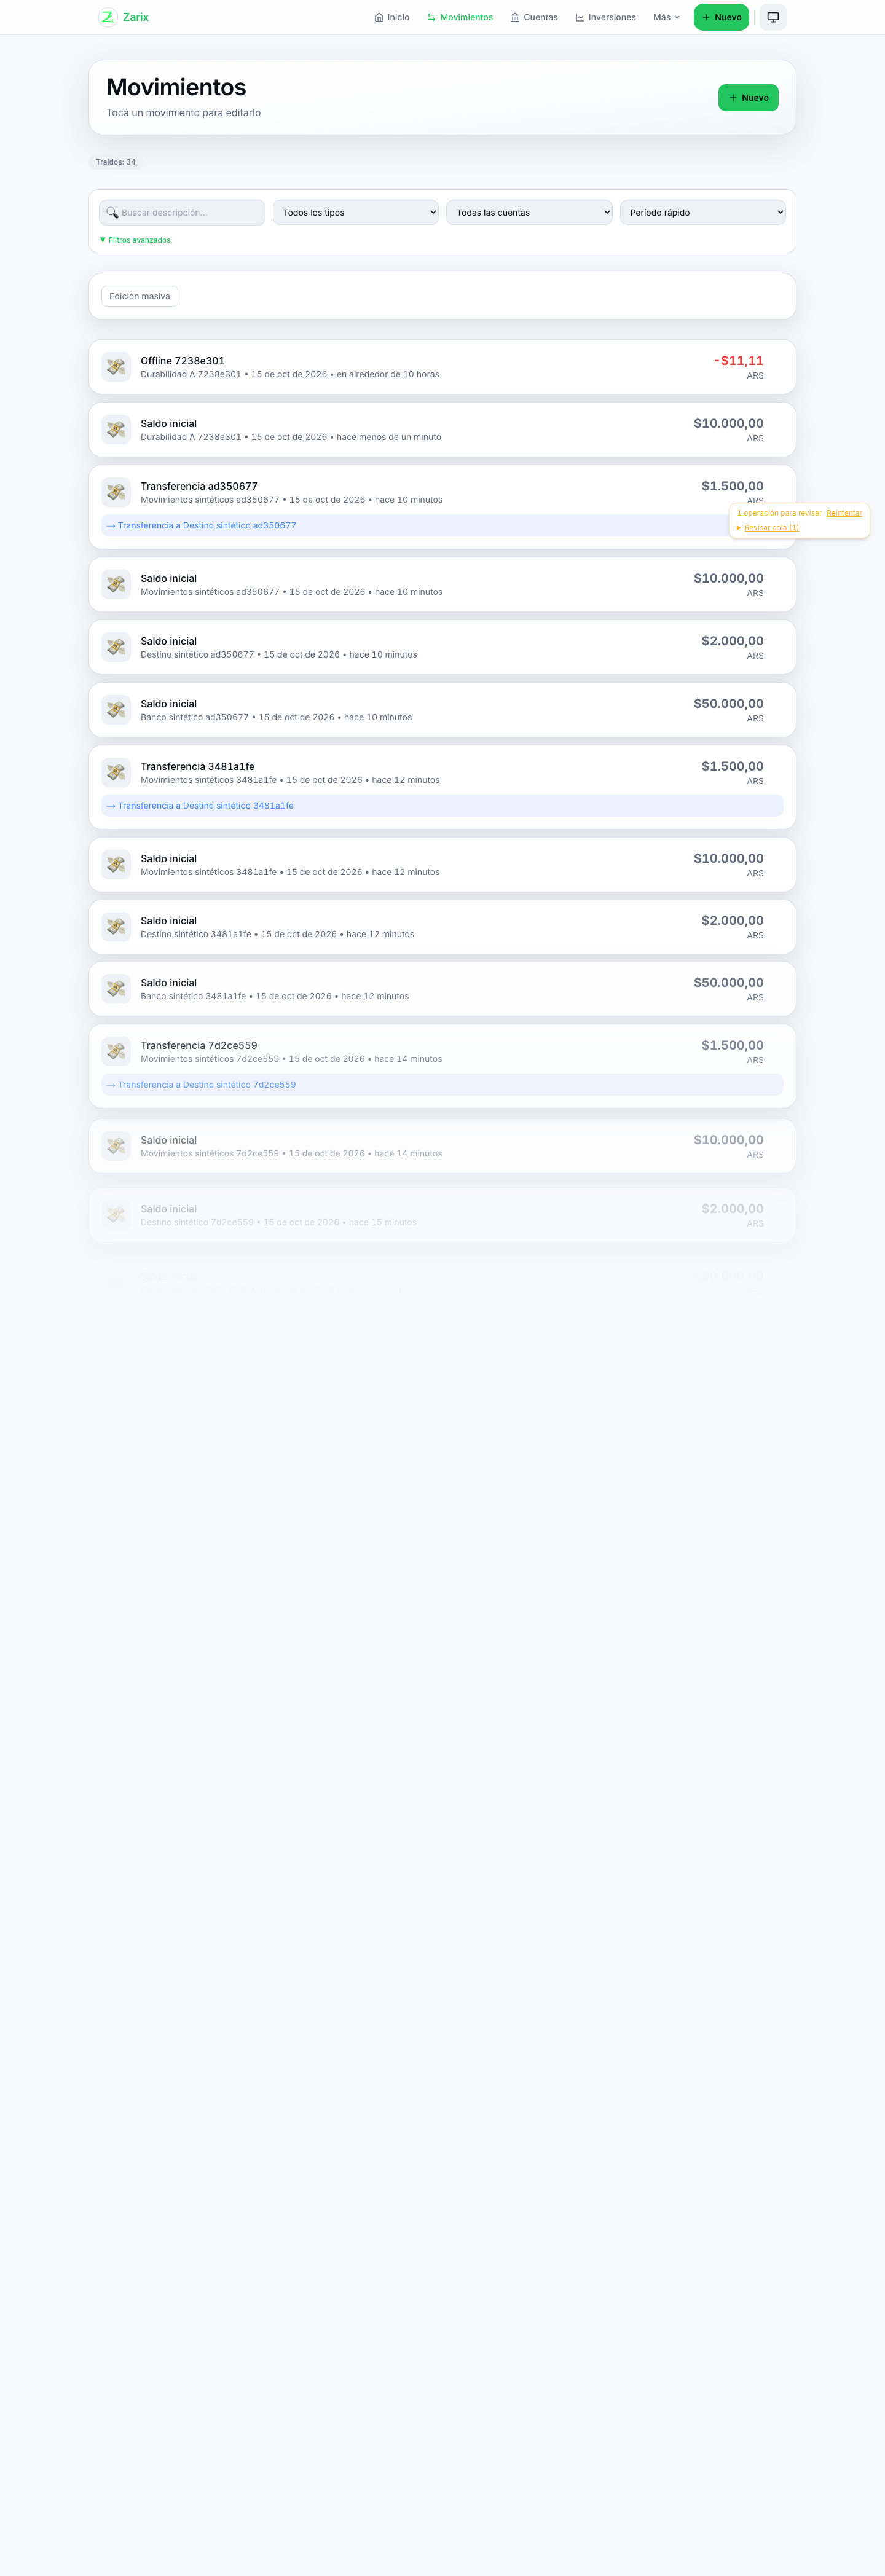 Zarix
Inicio
Movimientos
Cuentas
Inversiones
Más
Nuevo
Movimientos
Tocá un movimiento para editarlo
Nuevo
Traídos: 34
Buscar descripción...
Todos los tipos
Todas las cuentas
Período rápido
▼ Filtros avanzados
Edición masiva
Offline 7238e301
Durabilidad A 7238e301 • 15 de oct de 2026 • en alrededor de 10 horas
-$11,11
ARS
Saldo inicial
Durabilidad A 7238e301 • 15 de oct de 2026 • hace menos de un minuto
$10.000,00
ARS
Transferencia ad350677
Movimientos sintéticos ad350677 • 15 de oct de 2026 • hace 10 minutos
$1.500,00
ARS
→ Transferencia a Destino sintético ad350677
1 operación para revisar Reintentar
▶ Revisar cola (1)
Saldo inicial
Movimientos sintéticos ad350677 • 15 de oct de 2026 • hace 10 minutos
$10.000,00
ARS
Saldo inicial
Destino sintético ad350677 • 15 de oct de 2026 • hace 10 minutos
$2.000,00
ARS
Saldo inicial
Banco sintético ad350677 • 15 de oct de 2026 • hace 10 minutos
$50.000,00
ARS
Transferencia 3481a1fe
Movimientos sintéticos 3481a1fe • 15 de oct de 2026 • hace 12 minutos
$1.500,00
ARS
→ Transferencia a Destino sintético 3481a1fe
Saldo inicial
Movimientos sintéticos 3481a1fe • 15 de oct de 2026 • hace 12 minutos
$10.000,00
ARS
Saldo inicial
Destino sintético 3481a1fe • 15 de oct de 2026 • hace 12 minutos
$2.000,00
ARS
Saldo inicial
Banco sintético 3481a1fe • 15 de oct de 2026 • hace 12 minutos
$50.000,00
ARS
Transferencia 7d2ce559
Movimientos sintéticos 7d2ce559 • 15 de oct de 2026 • hace 14 minutos
$1.500,00
ARS
→ Transferencia a Destino sintético 7d2ce559
Saldo inicial
Movimientos sintéticos 7d2ce559 • 15 de oct de 2026 • hace 14 minutos
$10.000,00
ARS
Saldo inicial
Destino sintético 7d2ce559 • 15 de oct de 2026 • hace 15 minutos
$2.000,00
ARS